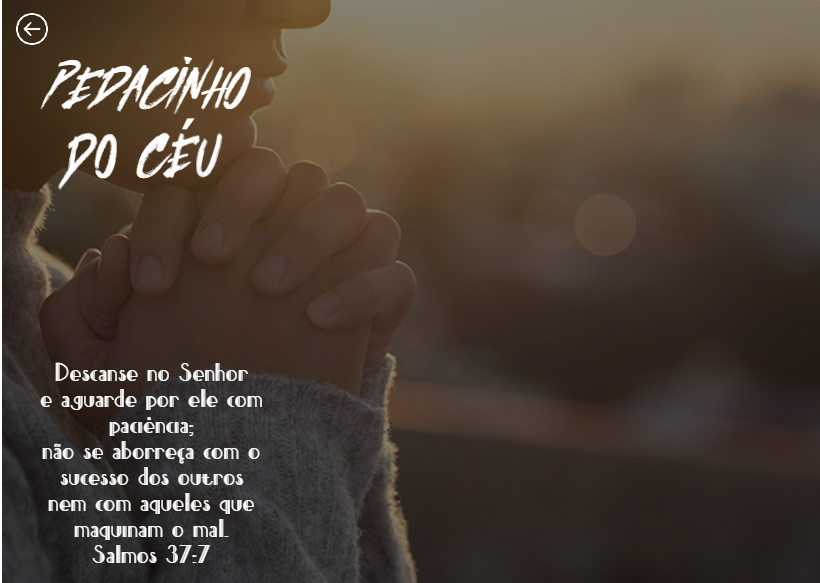 PEDACINHO
DO CÉU
Descanse no Senhor
e aguarde por ele com
paciência;
não se aborreça com o
sucesso dos outros
nem com aqueles que
maquinam o mal.
Salmos 37:7